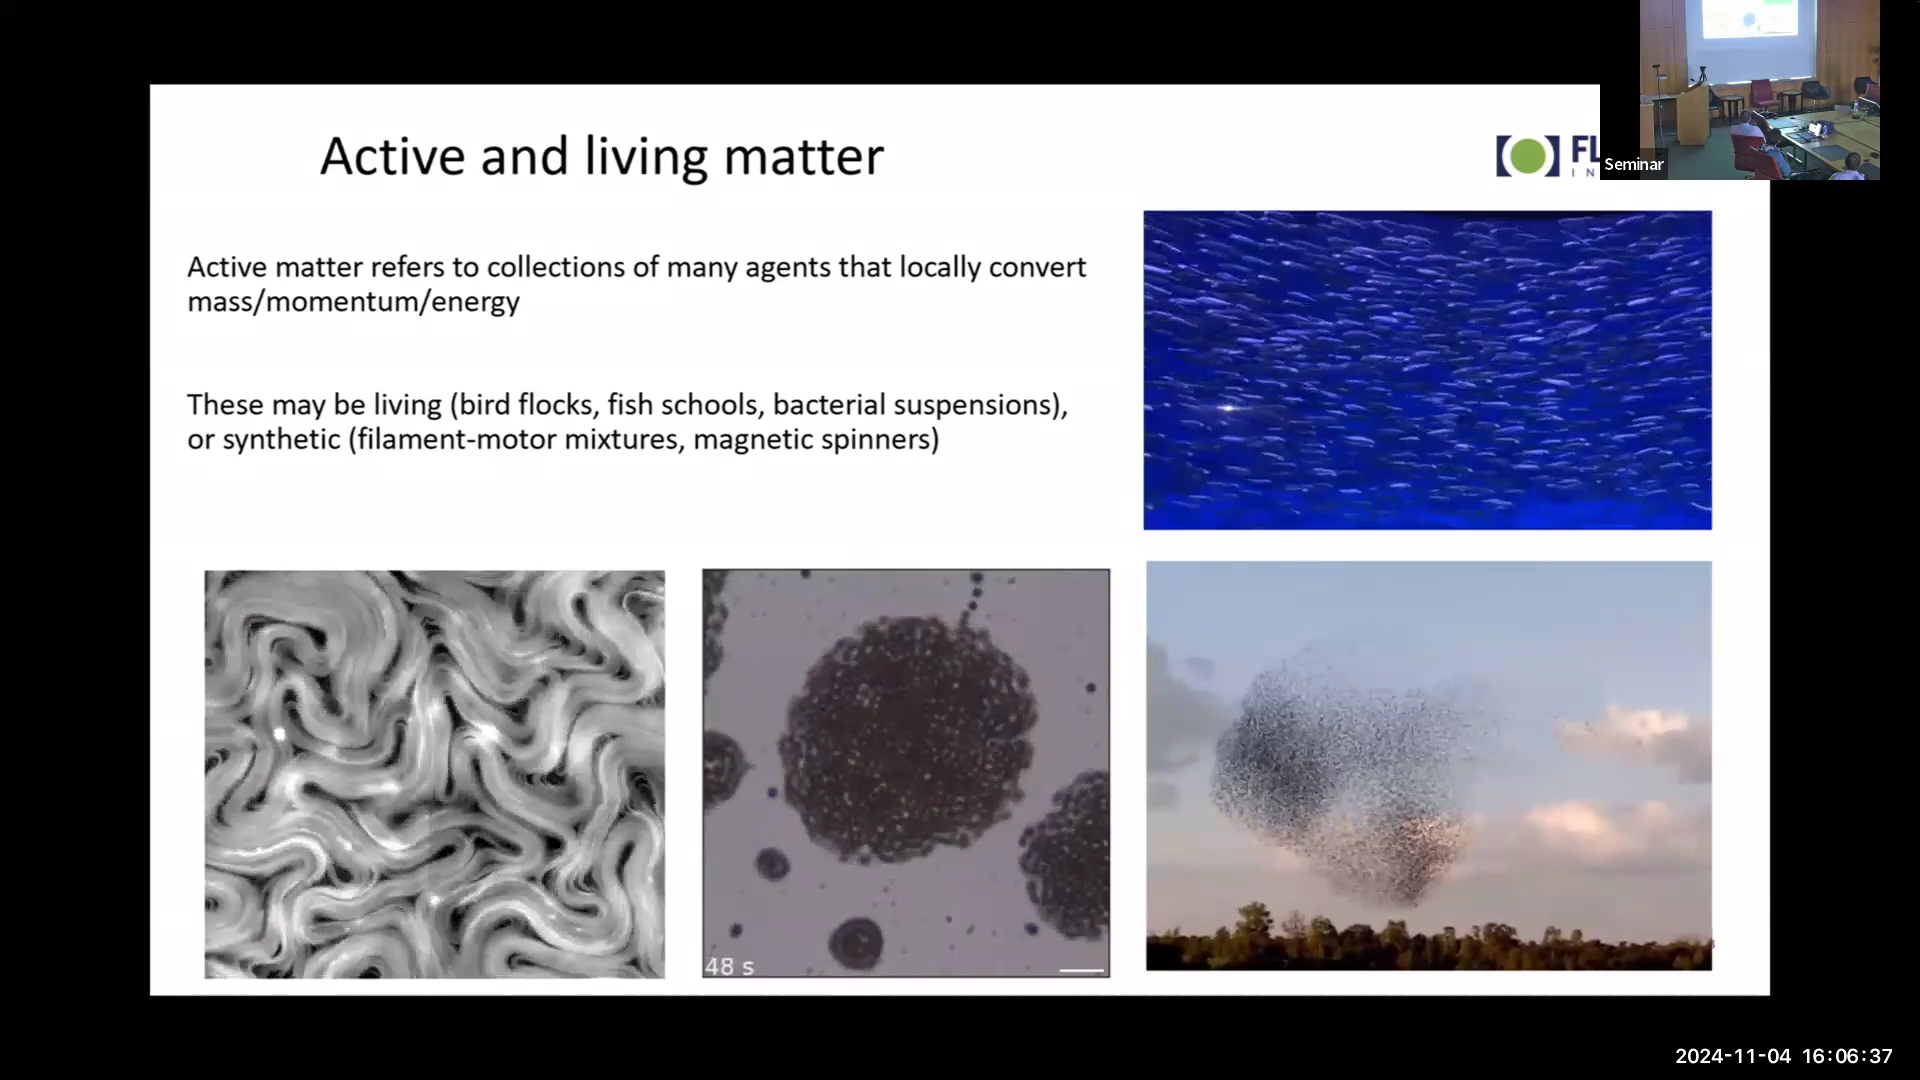 Active and living matter
FL
IN
Seminar
Active matter refers to collections of many agents that locally convert
mass/momentum/energy
These may be living (bird flocks, fish schools, bacterial suspensions),
or synthetic (filament-motor mixtures, magnetic spinners)
48 s
2024-11-04 16:06:37